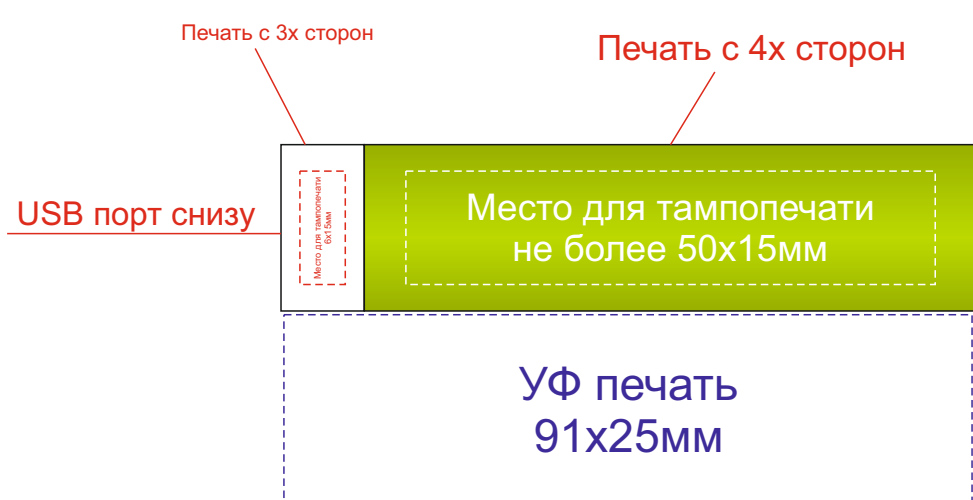 Печать с 3х сторон
Печать с 4х сторон
USB порт снизу
Место для тампопечати
6х15мм
Место для тампопечати
не более 50х15мм
УФ печать
91х25мм